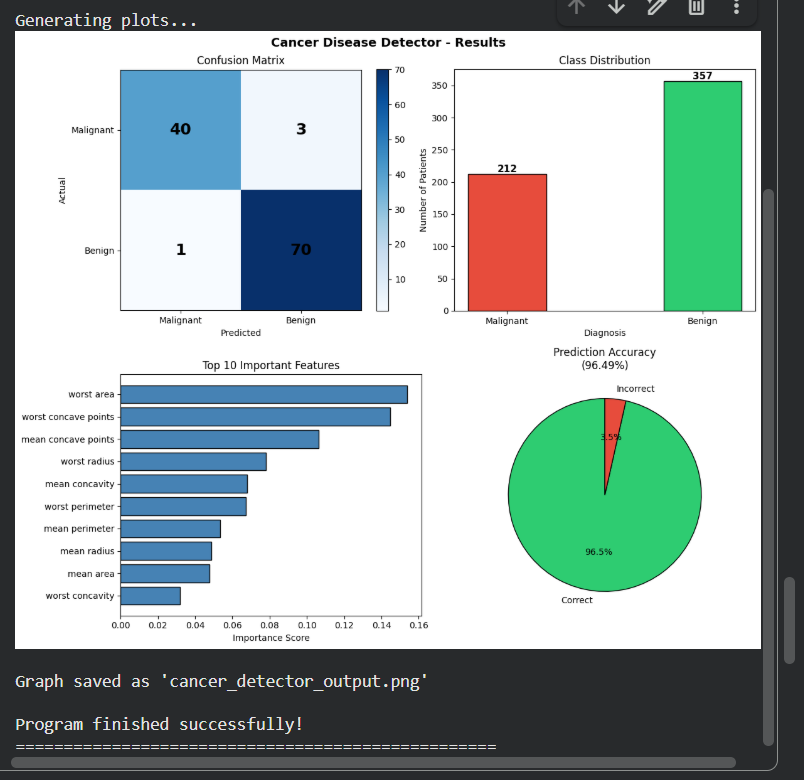 Generating plots...
Cancer Disease Detector - Results
Confusion Matrix
Malignant
Benign
Actual
40
3
1
70
Malignant
Benign
Predicted
70
60
50
40
30
20
10
Class Distribution
Number of Patients
350
300
250
200
150
100
50
0
212
357
Malignant
Benign
Diagnosis
Top 10 Important Features
worst area
worst concave points
mean concave points
worst radius
mean concavity
worst perimeter
mean perimeter
mean radius
mean area
worst concavity
0.00 0.02 0.04 0.06 0.08 0.10 0.12 0.14 0.16
Importance Score
Prediction Accuracy
(96.49%)
Incorrect
3.5%
96.5%
Correct
Graph saved as 'cancer_detector_output.png'
Program finished successfully!
==================================================